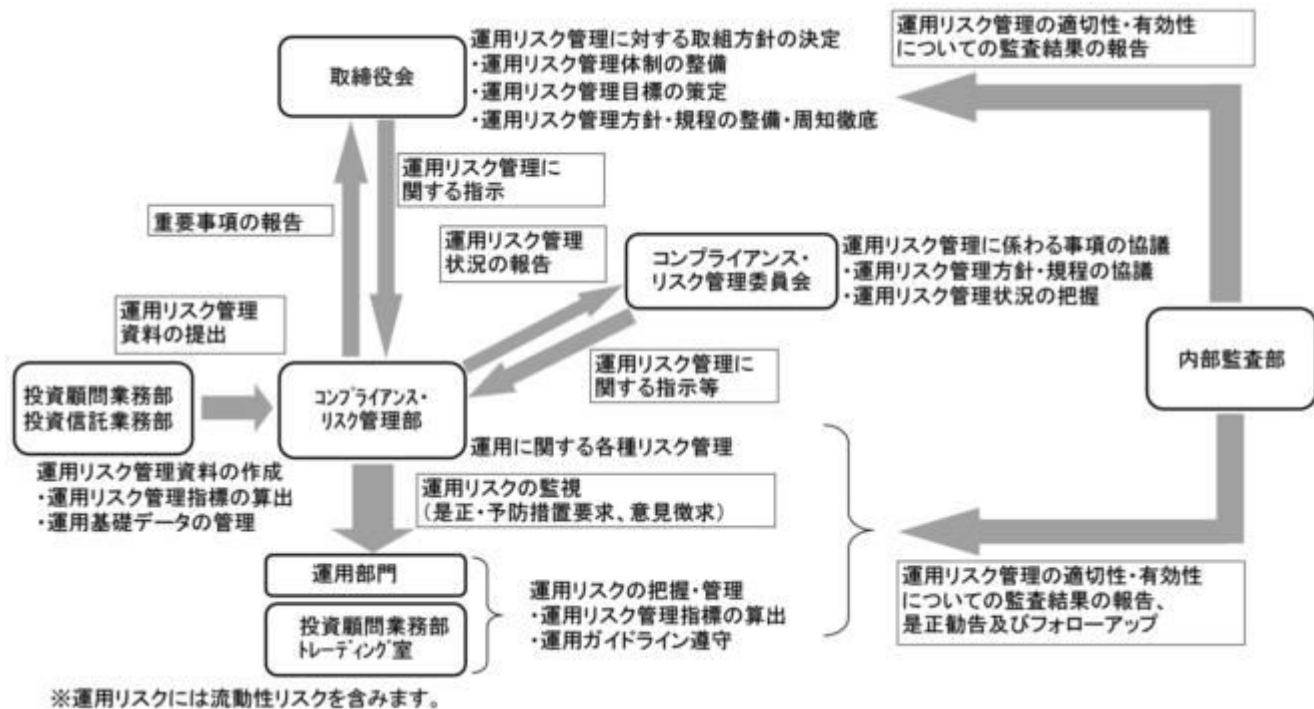 取締役会
運用リスク管理に対する取組方針の決定
・運用リスク管理体制の整備
・運用リスク管理目標の策定
・運用リスク管理方針・規程の整備・周知徹底
運用リスク管理の適切性・有効性
についての監査結果の報告
重要事項の報告
運用リスク管理に
関する指示
運用リスク管理
状況の報告
コンプライアンス・
リスク管理委員会
運用リスク管理に係わる事項の協議
・運用リスク管理方針・規程の協議
・運用リスク管理状況の把握
内部監査部
運用リスク管理
資料の提出
運用リスク管理に
関する指示等
投資顧問業務部
投資信託業務部
コンプライアンス・
リスク管理部
運用に関する各種リスク管理
運用リスク管理資料の作成
・運用リスク管理指標の算出
・運用基礎データの管理
運用リスクの監視
(是正・予防措置要求、意見徴求)
運用部門
投資顧問業務部
トレーディング室
運用リスクの把握・管理
・運用リスク管理指標の算出
・運用ガイドライン遵守
運用リスク管理の適切性・有効性
についての監査結果の報告、
是正勧告及びフォローアップ
※運用リスクには流動性リスクを含みます。